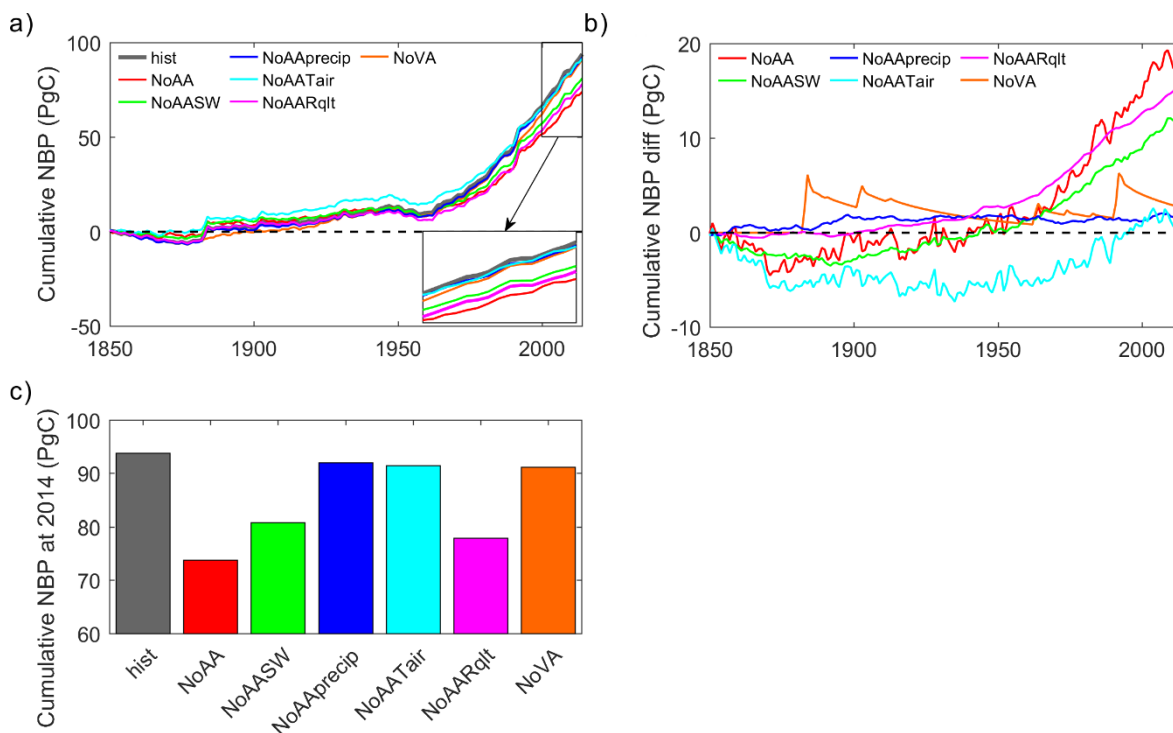 a)
Cumulative NBP (PgC)
100
50
0
-50
hist
NoAA
NoAASW
NoAAprecip
NoAATair
NoAARqlt
NoVA
1850
1900
1950
2000
b)
Cumulative NBP diff (PgC)
20
10
0
-10
NoAA
NoAASW
NoAAprecip
NoAATair
NoAARqlt
NoVA
1850
1900
1950
2000
c)
Cumulative NBP at 2014 (PgC)
100
90
80
70
60
hist
NoAA
NoAASW
NoAAprecip
NoAATair
NoAARqlt
NoVA